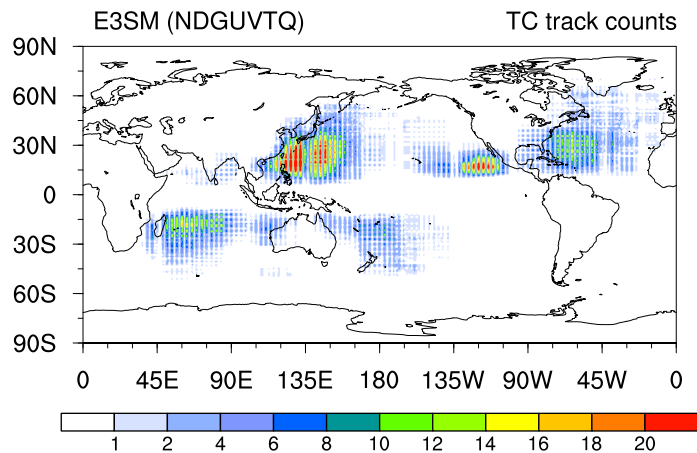 E3SM (NDGUVTQ) TC track counts
90N
60N
30N
0
30S
60S
90S
0 45E 90E 135E 180 135W 90W 45W 0
1 2 4 6 8 10 12 14 16 18 20